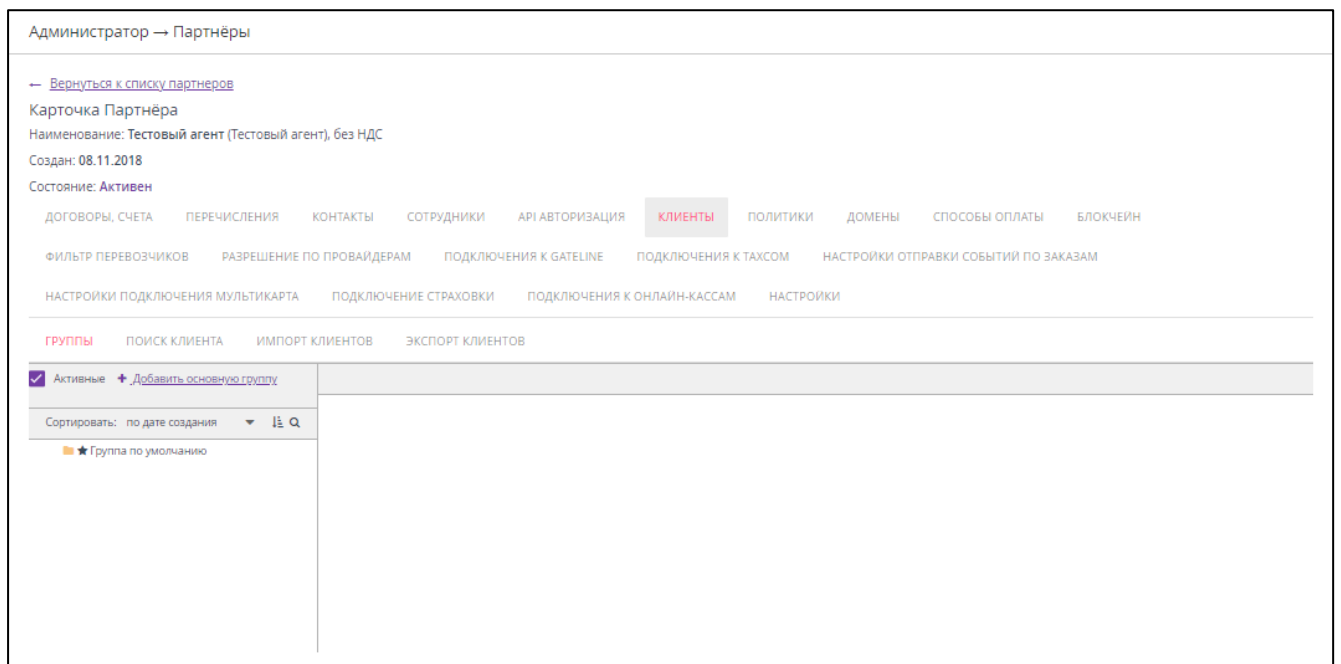 Администратор → Партнёры
← Вернуться к списку партнеров
Карточка Партнёра
Наименование: Тестовый агент (Тестовый агент), без НДС
Создан: 08.11.2018
Состояние: Активен
ДОГОВОРЫ, СЧЕТА ПЕРЕЧИСЛЕНИЯ КОНТАКТЫ СОТРУДНИКИ API АВТОРИЗАЦИЯ КЛИЕНТЫ ПОЛИТИКИ ДОМЕНЫ СПОСОБЫ ОПЛАТЫ БЛОКЧЕЙН
ФИЛЬТР ПЕРЕВОЗЧИКОВ РАЗРЕШЕНИЕ ПО ПРОВАЙДЕРАМ ПОДКЛЮЧЕНИЯ К GATELINE ПОДКЛЮЧЕНИЯ К TAXCOM НАСТРОЙКИ ОТПРАВКИ СОБЫТИЙ ПО ЗАКАЗАМ
НАСТРОЙКИ ПОДКЛЮЧЕНИЯ МУЛЬТИКАРТА ПОДКЛЮЧЕНИЕ СТРАХОВКИ ПОДКЛЮЧЕНИЯ К ОНЛАЙН-КАССАМ НАСТРОЙКИ
ГРУППЫ ПОИСК КЛИЕНТА ИМПОРТ КЛИЕНТОВ ЭКСПОРТ КЛИЕНТОВ
Активные + Добавить основную группу
Сортировать: по дате создания
Группа по умолчанию